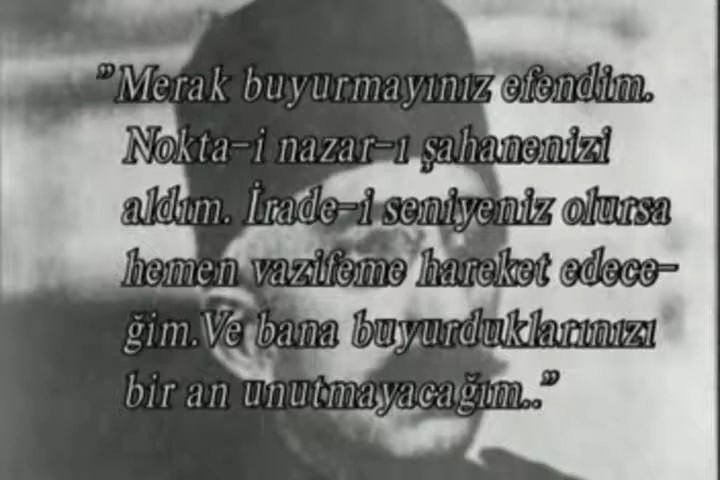 ”Merak buyurmayınız efendim.
Nokta-i nazar-ı şahanenizi
aldım. İrade-i seniyeniz olursa
hemen vazifeme hareket edece-
ğim.Ve bana buyurduklarınızı
bir an unutmayacağım..”